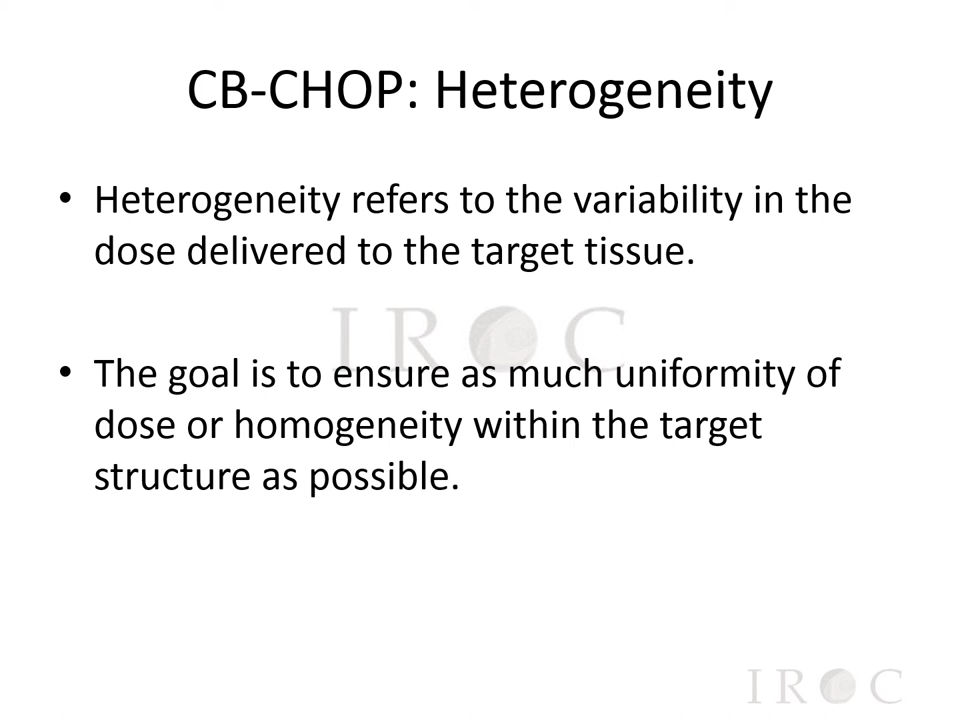 CB-CHOP: Heterogeneity
• Heterogeneity refers to the variability in the
dose delivered to the target tissue.
IROC
• The goal is to ensure as much uniformity of
dose or homogeneity within the target
structure as possible.
IROC